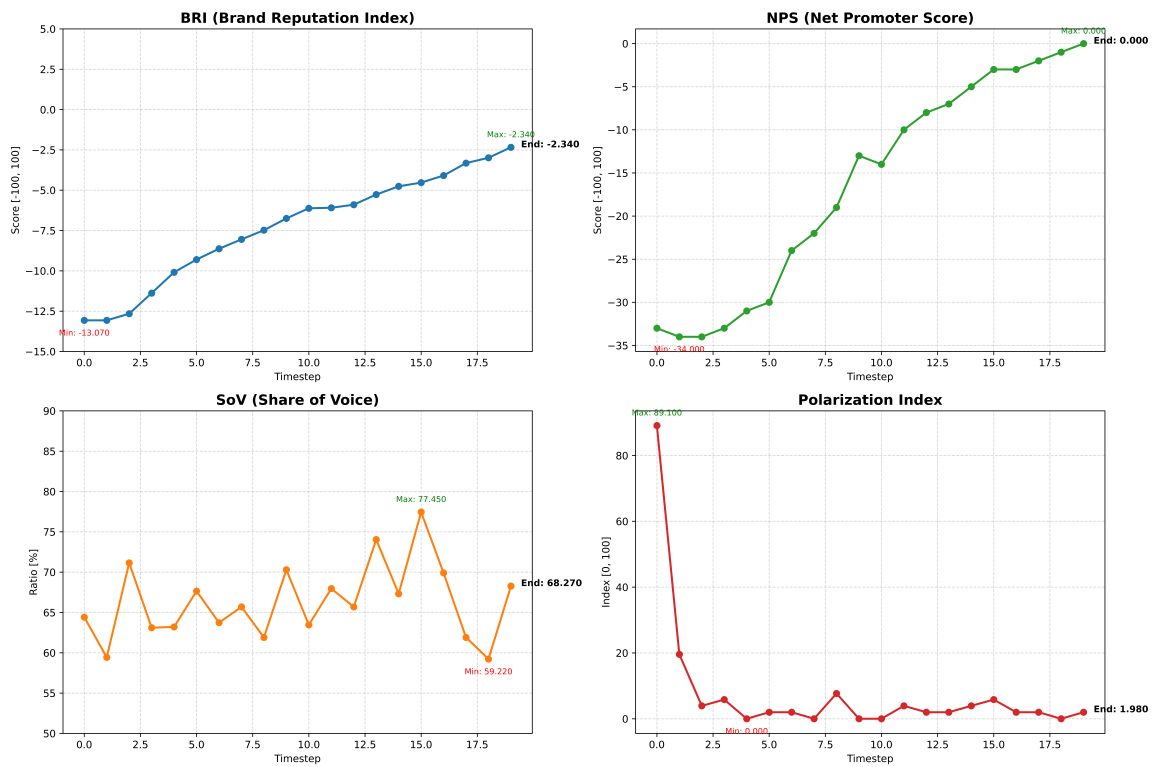 BRI (Brand Reputation Index)
5.0
2.5
0.0
−2.5
−5.0
−7.5
−10.0
−12.5
−15.0
Score [-100, 100]
Max: -2.340
End: -2.340
Min: -13.070
0.0 2.5 5.0 7.5 10.0 12.5 15.0 17.5
Timestep
NPS (Net Promoter Score)
0
−5
−10
−15
−20
−25
−30
−35
Score [-100, 100]
Max: 0.000
End: 0.000
Min: -34.000
0.0 2.5 5.0 7.5 10.0 12.5 15.0 17.5
Timestep
SoV (Share of Voice)
90
85
80
75
70
65
60
55
50
Ratio [%]
Max: 77.450
End: 68.270
Min: 59.220
0.0 2.5 5.0 7.5 10.0 12.5 15.0 17.5
Timestep
Polarization Index
80
60
40
20
0
Index [0, 100]
Max: 89.100
End: 1.980
Min: 0.000
0.0 2.5 5.0 7.5 10.0 12.5 15.0 17.5
Timestep